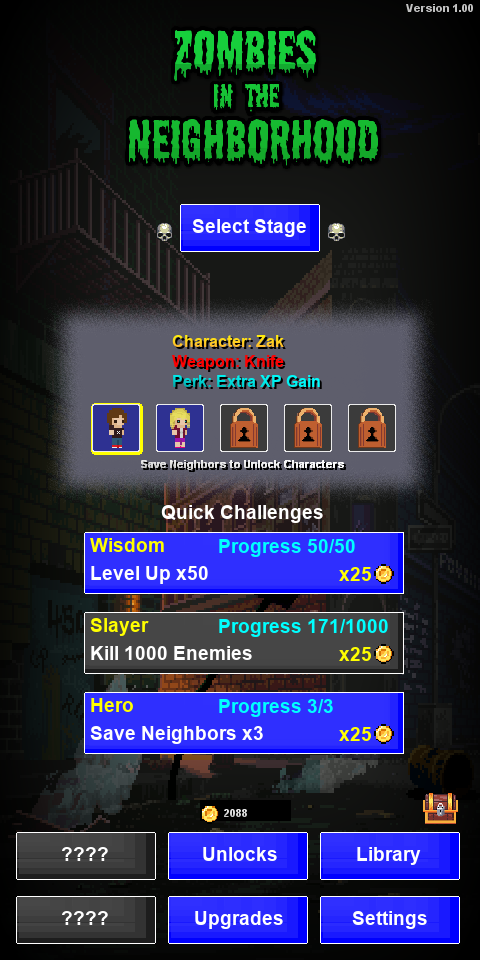 Version 1.00
ZOMBIES
IN THE
NEIGHBORHOOD
Select Stage
Character: Zak
Weapon: Knife
Perk: Extra XP Gain
Save Neighbors to Unlock Characters
Quick Challenges
Wisdom Progress 50/50
Level Up x50 x25
Slayer Progress 171/1000
Kill 1000 Enemies x25
Hero Progress 3/3
Save Neighbors x3 x25
2088
???? Unlocks Library
???? Upgrades Settings